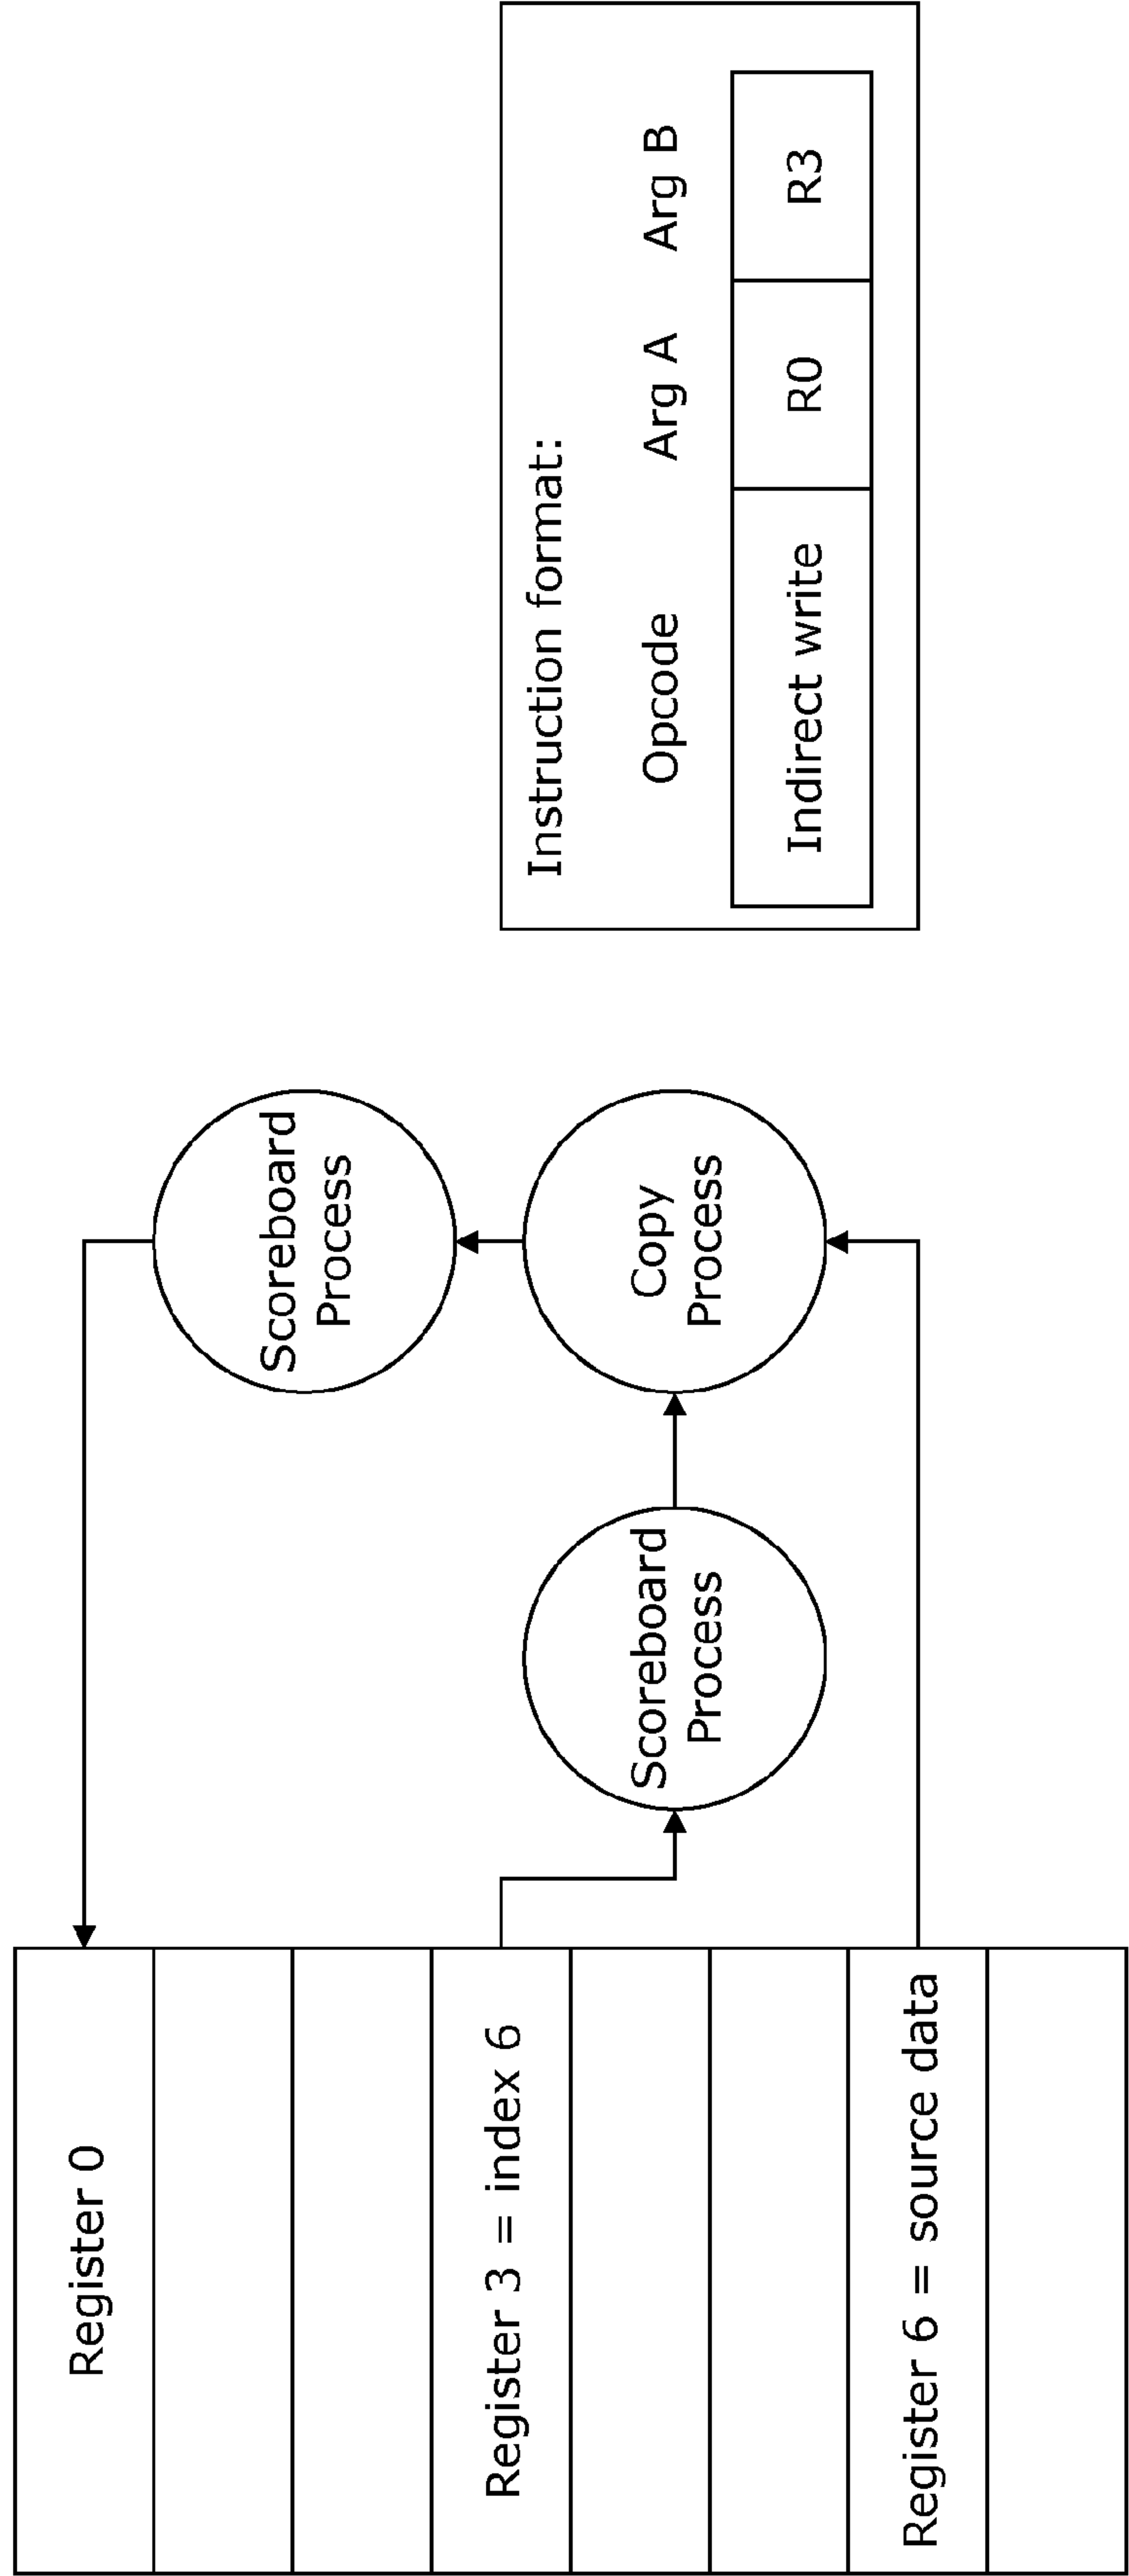 Register 0
Register 3 = index 6
Register 6 = source data
Scoreboard
Process
Scoreboard
Process
Copy
Process
Instruction format:
Opcode Arg A Arg B
Indirect write R0 R3